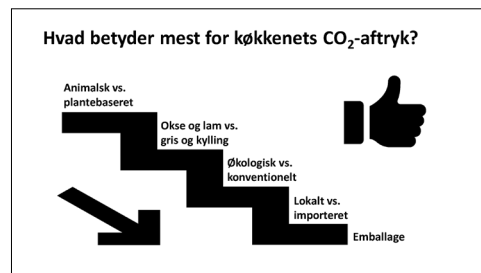 Hvad betyder mest for køkkenets CO₂-aftryk?
Animalsk vs.
plantebaseret
Okse og lam vs.
gris og kylling
Økologisk vs.
konventionelt
Lokalt vs.
importeret
Emballage